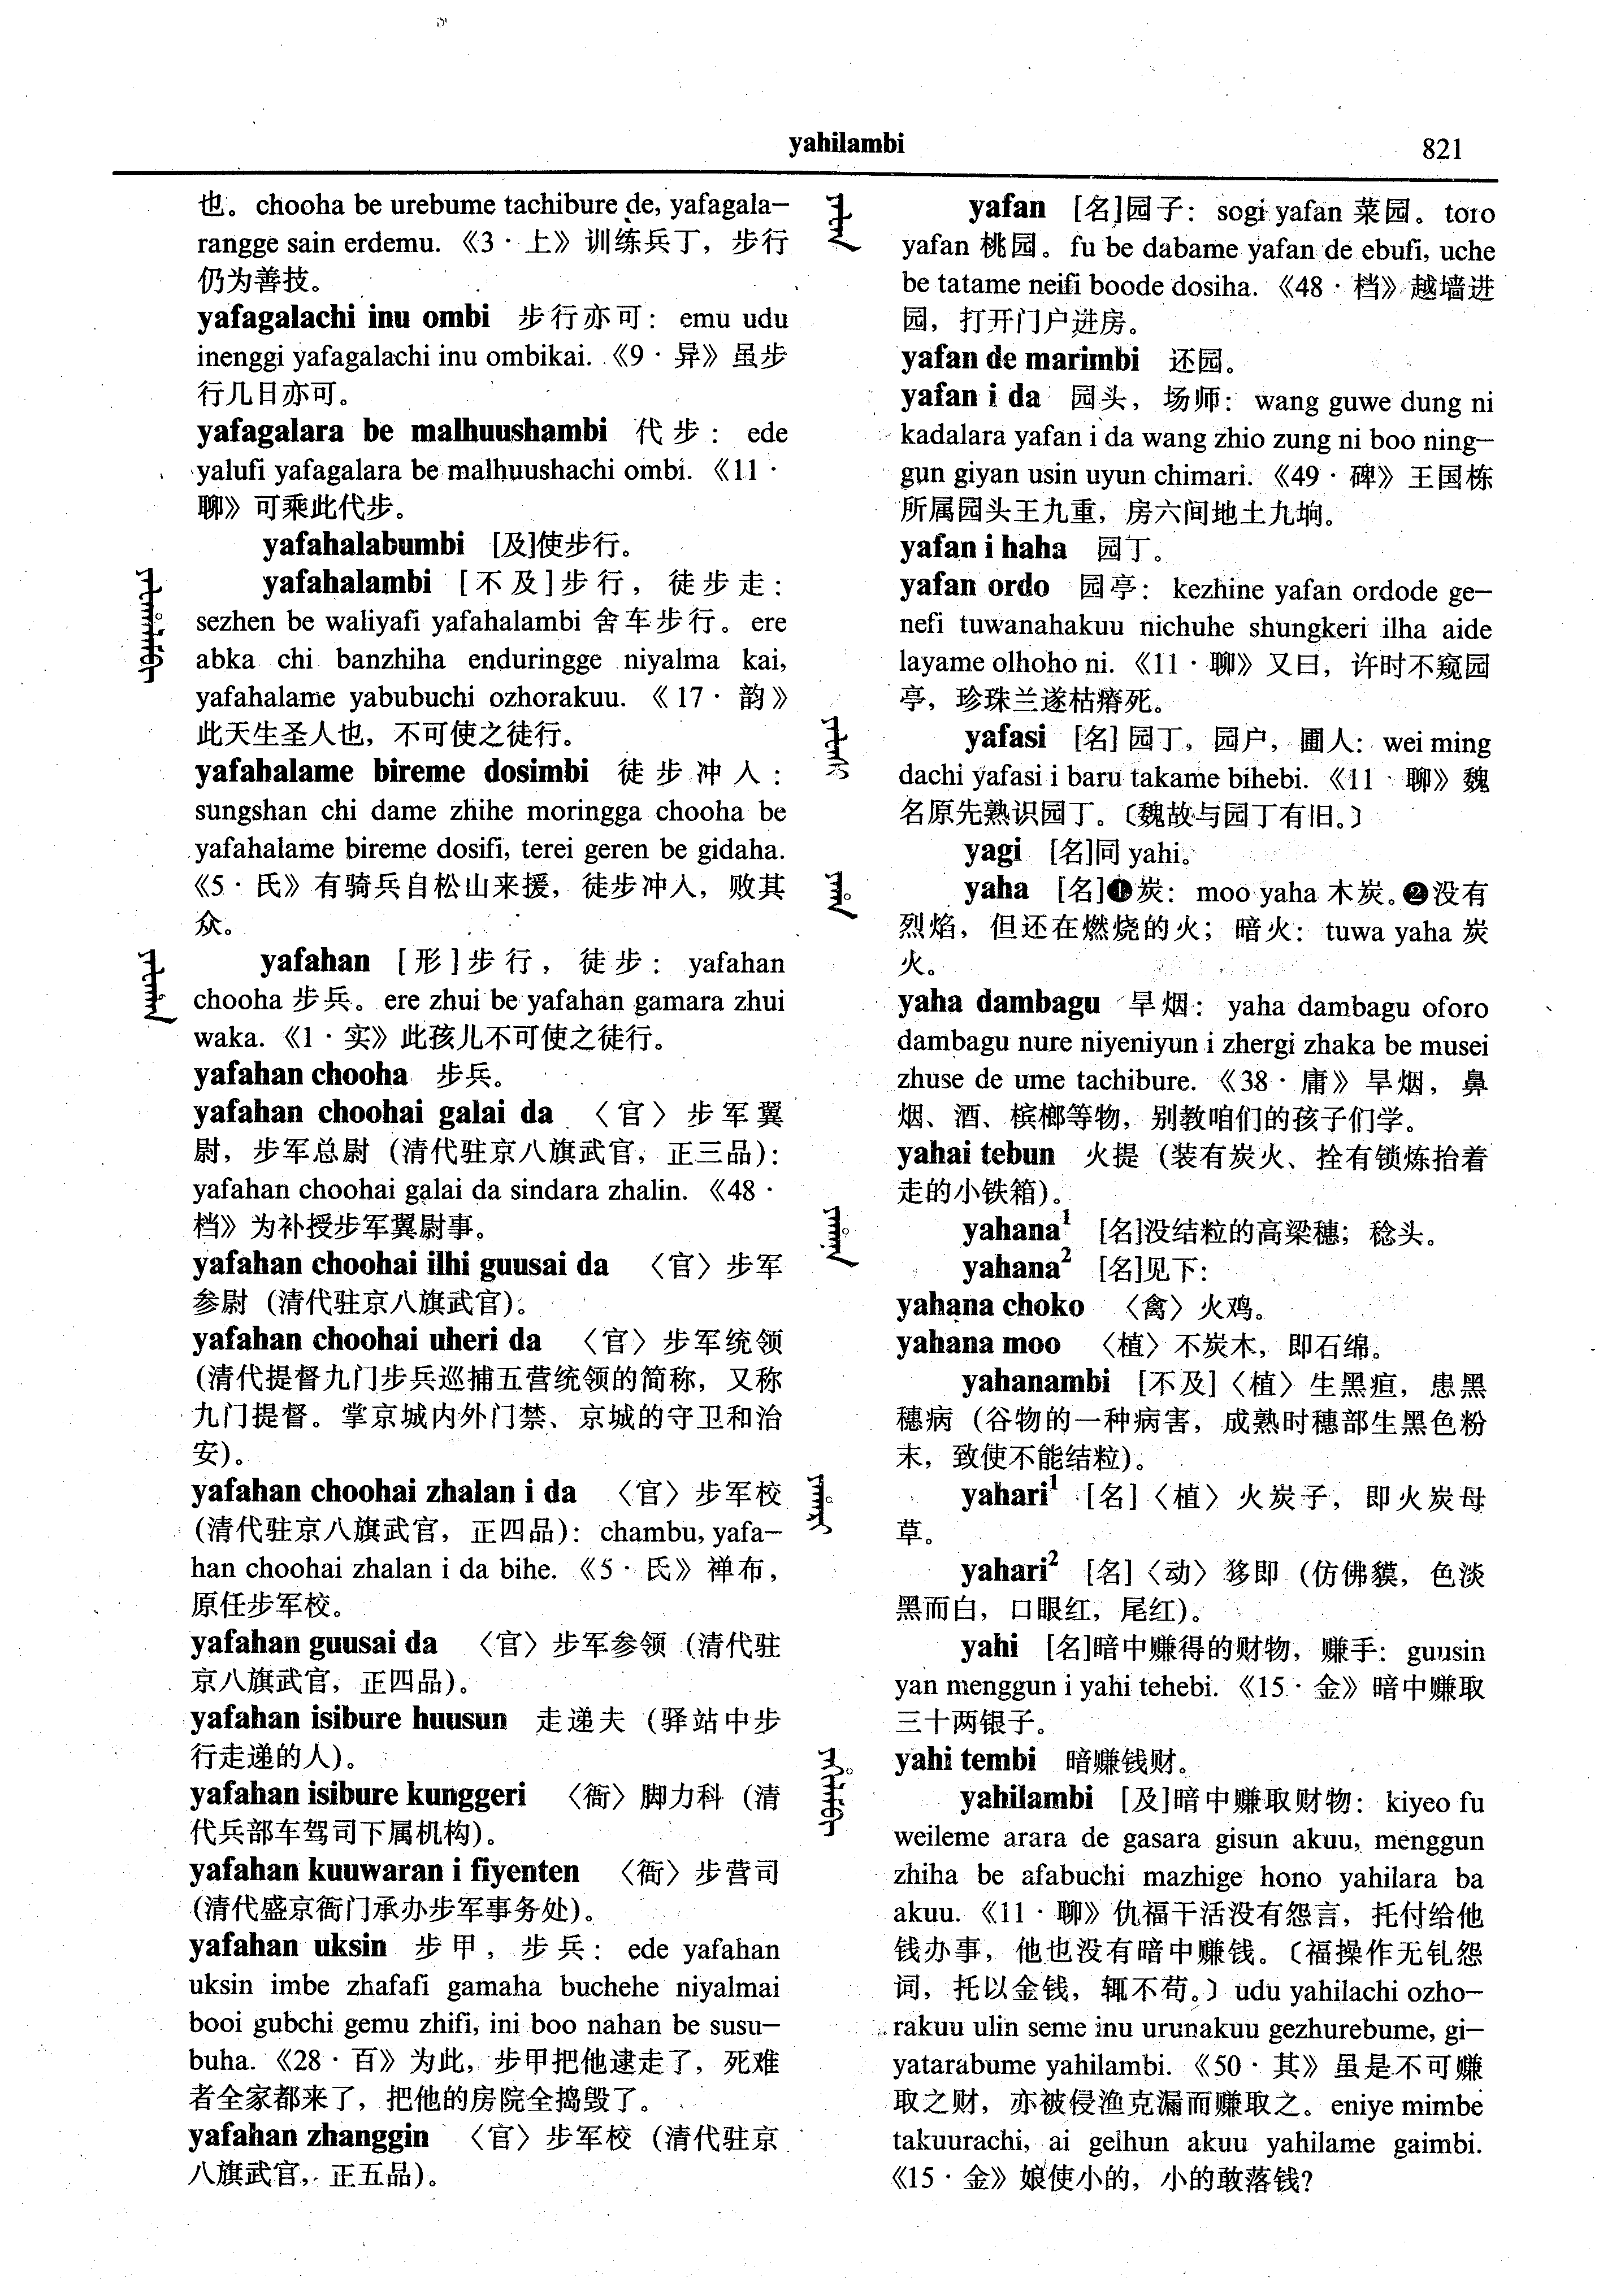 yahilambi
821
也。chooha be urebume tachibure de, yafagala—
rangge sain erdemu.《3·上》训练兵丁，步行
仍为善技。
yafagalachi inu ombi 步行亦可：emu udu
inenggi yafagalachi inu ombikai.《9·异》虽步
行几日亦可。
yafagalara be malhuushambi 代步：ede
yalufi yafagalara be malhuushachi ombi.《11·
聊》可乘此代步。
yafahalabumbi [及]使步行。
yafahalambi [不及]步行，徒步走：
sezhen be waliyafi yafahalambi 舍车步行。ere
abka chi banzhiha enduringge niyalma kai,
yafahalame yabubuchi ozhorakuu.《17·韵》
此天生圣人也，不可使之徒行。
yafahalame bireme dosimbi 徒步冲人：
sungshan chi dame zhihe moringga chooha be
yafahalame bireme dosifi, terei geren be gidaha.
《5·氏》有骑兵自松山来援，徒步冲人，败其
众。
yafahan [形]步行，徒步：yafahan
chooha 步兵。ere zhui be yafahan gamara zhui
waka.《1·实》此孩儿不可使之徒行。
yafahan chooha 步兵。
yafahan choohai galai da 〈官〉步军翼
尉，步军总尉（清代驻京八旗武官，正三品）：
yafahan choohai galai da sindara zhalin.《48·
档》为补授步军翼尉事。
yafahan choohai ilhi guusai da 〈官〉步军
参尉（清代驻京八旗武官）。
yafahan choohai uheri da 〈官〉步军统领
（清代提督九门步兵巡捕五营统领的简称，又称
九门提督。掌京城内外门禁、京城的守卫和治
安）。
yafahan choohai zhalan i da 〈官〉步军校
（清代驻京八旗武官，正四品）：chambu, yafa—
han choohai zhalan i da bihe.《5·氏》禅布，
原任步军校。
yafahan guusai da 〈官〉步军参领（清代驻
京八旗武官，正四品）。
yafahan isibure huusun 走递夫（驿站中步
行走递的人）。
yafahan isibure kunggeri 〈衙〉脚力科（清
代兵部车驾司下属机构）。
yafahan kuuwaran i fiyenten 〈衙〉步营司
（清代盛京衙门承办步军事务处）。
yafahan uksin 步甲，步兵：ede yafahan
uksin imbe zhafafi gamaha buchehe niyalmai
booi gubchi gemu zhifi, ini boo nahan be susu—
buha.《28·百》为此，步甲把他逮走了，死难
者全家都来了，把他的房院全捣毁了。
yafahan zhanggin 〈官〉步军校（清代驻京
八旗武官，正五品）。
yafan [名]园子：sogi yafan 菜园。toro
yafan 桃园。fu be dabame yafan de ebufi, uche
be tatame neifi boode dosiha.《48·档》越墙进
园，打开门户进房。
yafan de marimbi 还园。
yafan i da 园头，场师：wang guwe dung ni
kadalara yafan i da wang zhio zung ni boo ning—
gun giyan usin uyun chimari.《49·碑》王国栋
所属园头王九重，房六间地土九垧。
yafan i haha 园丁。
yafan ordo 园亭：kezhine yafan ordode ge—
nefi tuwanahakuu nichuhe shungkeri ilha aide
layame olhoho ni.《11·聊》又曰，许时不窥园
亭，珍珠兰遂枯瘠死。
yafasi [名]园丁，园户，圃人：wei ming
dachi yafasi i baru takame bihebi.《11·聊》魏
名原先熟识园丁。〔魏故与园丁有旧。〕
yagi [名]同 yahi。
yaha [名]❶炭：moo yaha 木炭。❷没有
烈焰，但还在燃烧的火；暗火：tuwa yaha 炭
火。
yaha dambagu 旱烟：yaha dambagu oforo
dambagu nure niyeniyun i zhergi zhaka be musei
zhuse de ume tachibure.《38·庸》旱烟，鼻
烟、酒、槟榔等物，别教咱们的孩子们学。
yahai tebun 火提（装有炭火、拴有锁炼抬着
走的小铁箱）。
yahana¹ [名]没结粒的高梁穗；稔头。
yahana² [名]见下：
yahana choko 〈禽〉火鸡。
yahana moo 〈植〉不炭木，即石绵。
yahanambi [不及]〈植〉生黑疸，患黑
穗病（谷物的一种病害，成熟时穗部生黑色粉
末，致使不能结粒）。
yahari¹ [名]〈植〉火炭子，即火炭母
草。
yahari² [名]〈动〉狏即（仿佛貘，色淡
黑而白，口眼红，尾红）。
yahi [名]暗中赚得的财物，赚手：guusin
yan menggun i yahi tehebi.《15·金》暗中赚取
三十两银子。
yahi tembi 暗赚钱财。
yahilambi [及]暗中赚取财物：kiyeo fu
weileme arara de gasara gisun akuu, menggun
zhiha be afabuchi mazhige hono yahilara ba
akuu.《11·聊》仇福干活没有怨言，托付给他
钱办事，他也没有暗中赚钱。〔福操作无乱怨
词，托以金钱，辄不苟。〕udu yahilachi ozho—
rakuu ulin seme inu urunakuu gezhurebume, gi—
yatarabume yahilambi.《50·其》虽是不可赚
取之财，亦被侵渔克漏而赚取之。eniye mimbe
takuurachi, ai gelhun akuu yahilame gaimbi.
《15·金》娘使小的，小的敢落钱?